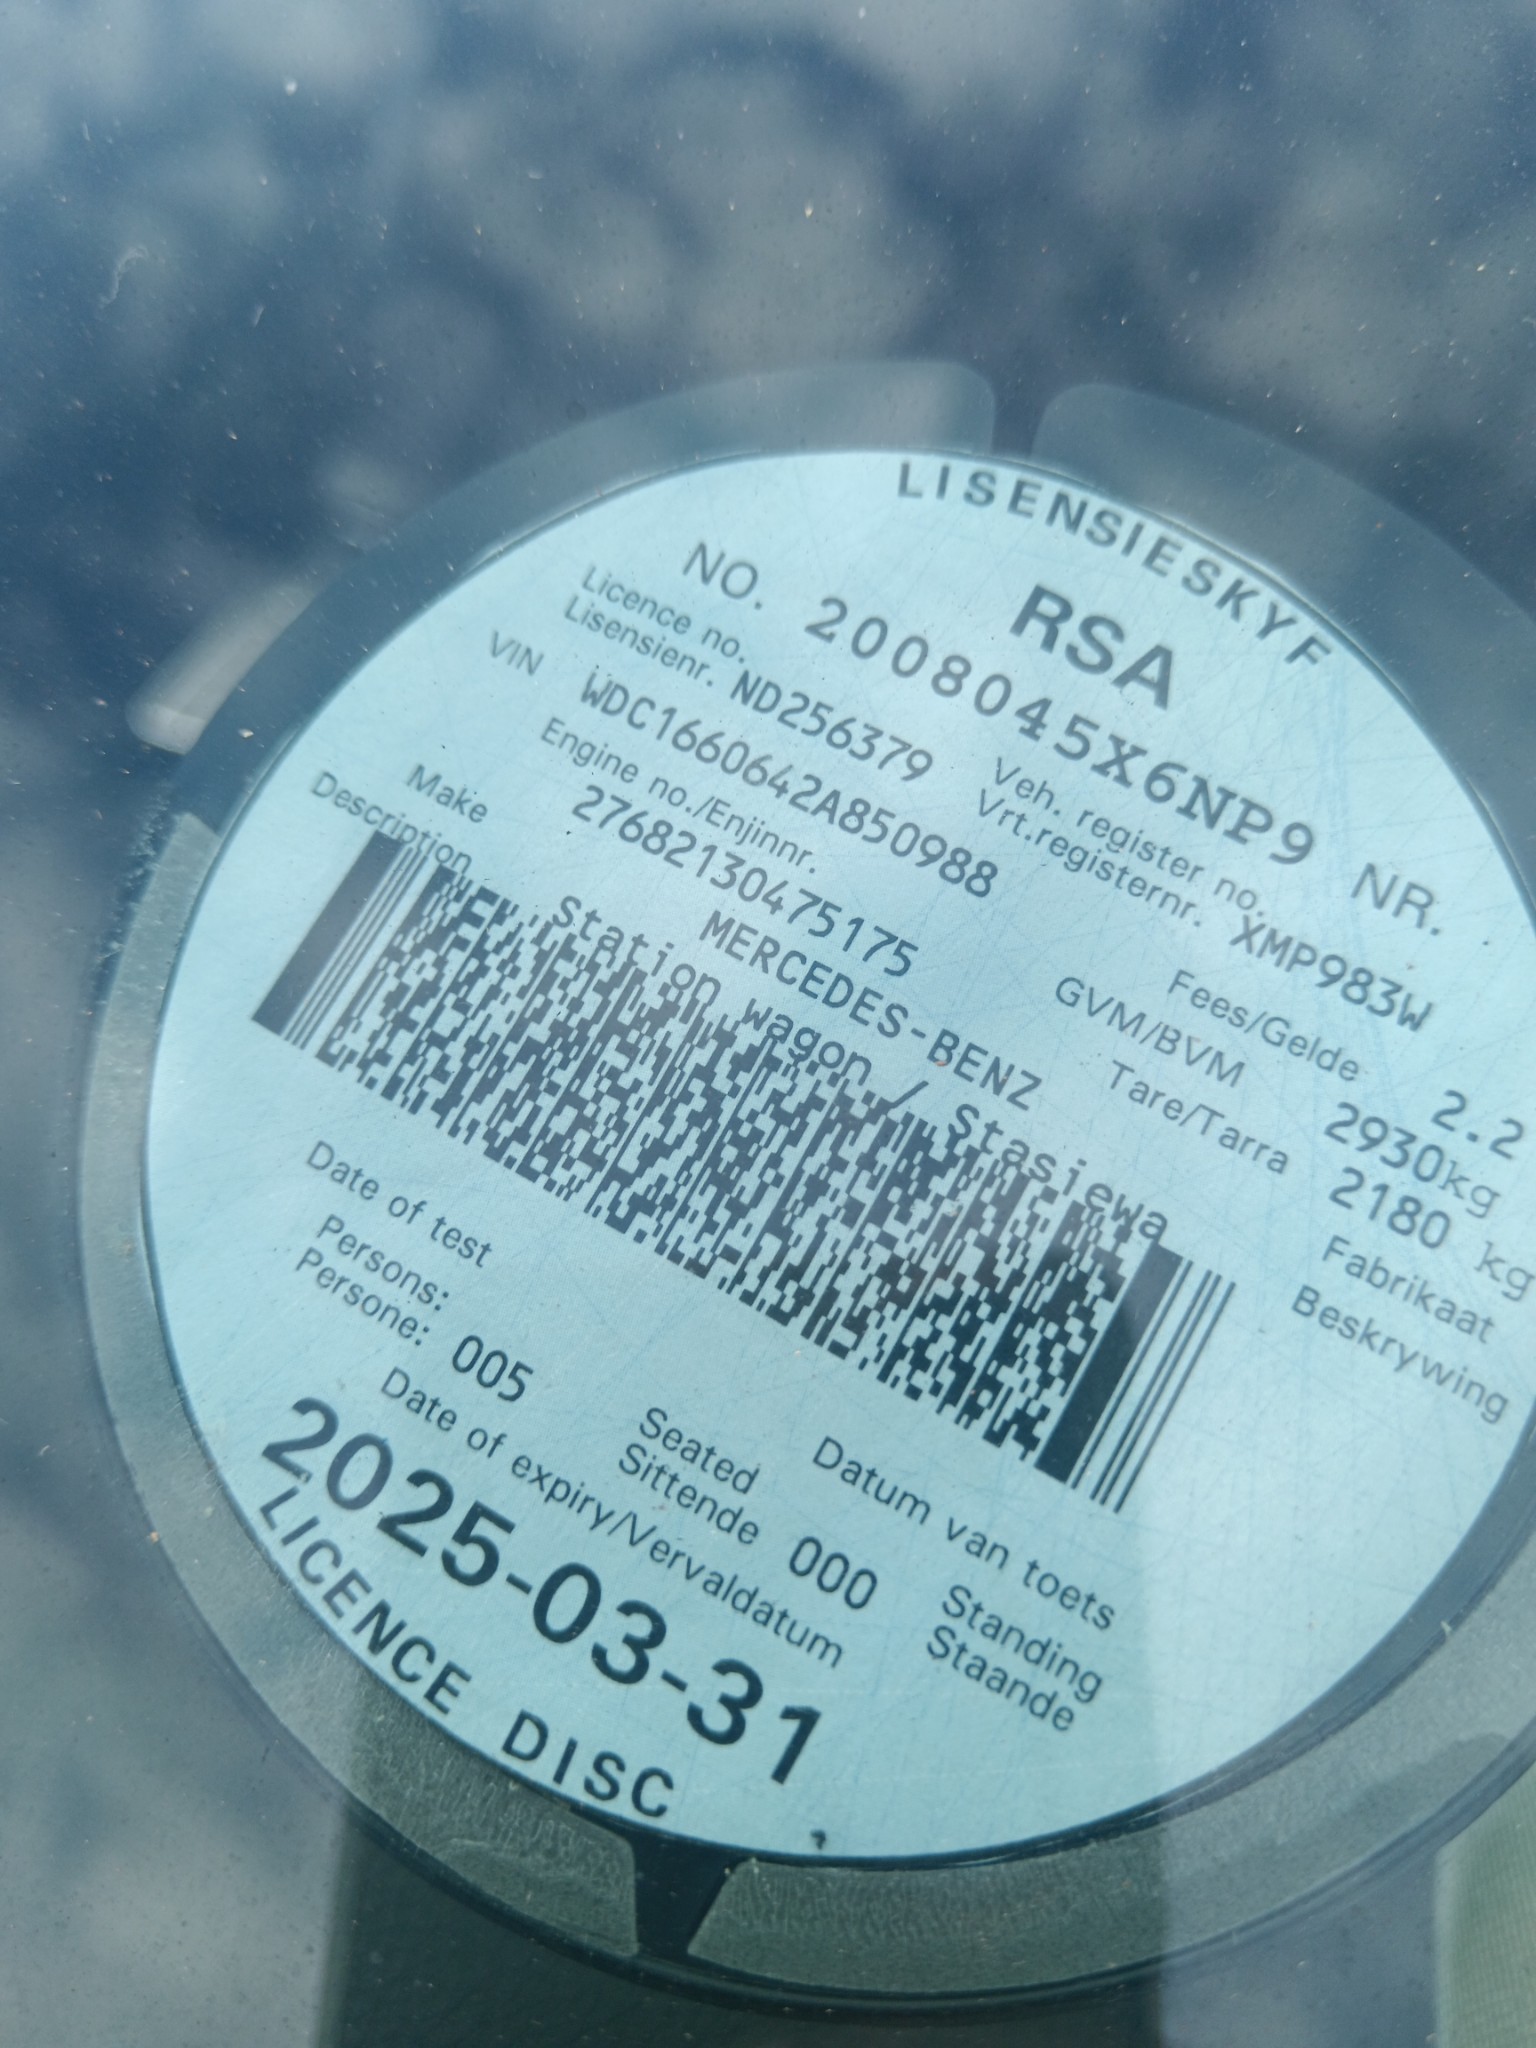 LISENSIESKYF
RSA
NO. 2008045X6NP9 NR.
Licence no.
Lisensienr. ND256379
Veh. register no.
Vrt.registernr. XMP983W
VIN WDC1660642A850988
Fees/Gelde 2.2
Engine no./Enjinnr.
27682130475175
GVM/BVM 2930kg
Tare/Tarra 2180 kg
Make MERCEDES-BENZ Fabrikaat
Description Station wagon / Stasiewa Beskrywing
Date of test Datum van toets
Persons:
Persone: 005 Seated
Sittende 000 Standing
Staande
Date of expiry/Vervaldatum
2025-03-31
LICENCE DISC